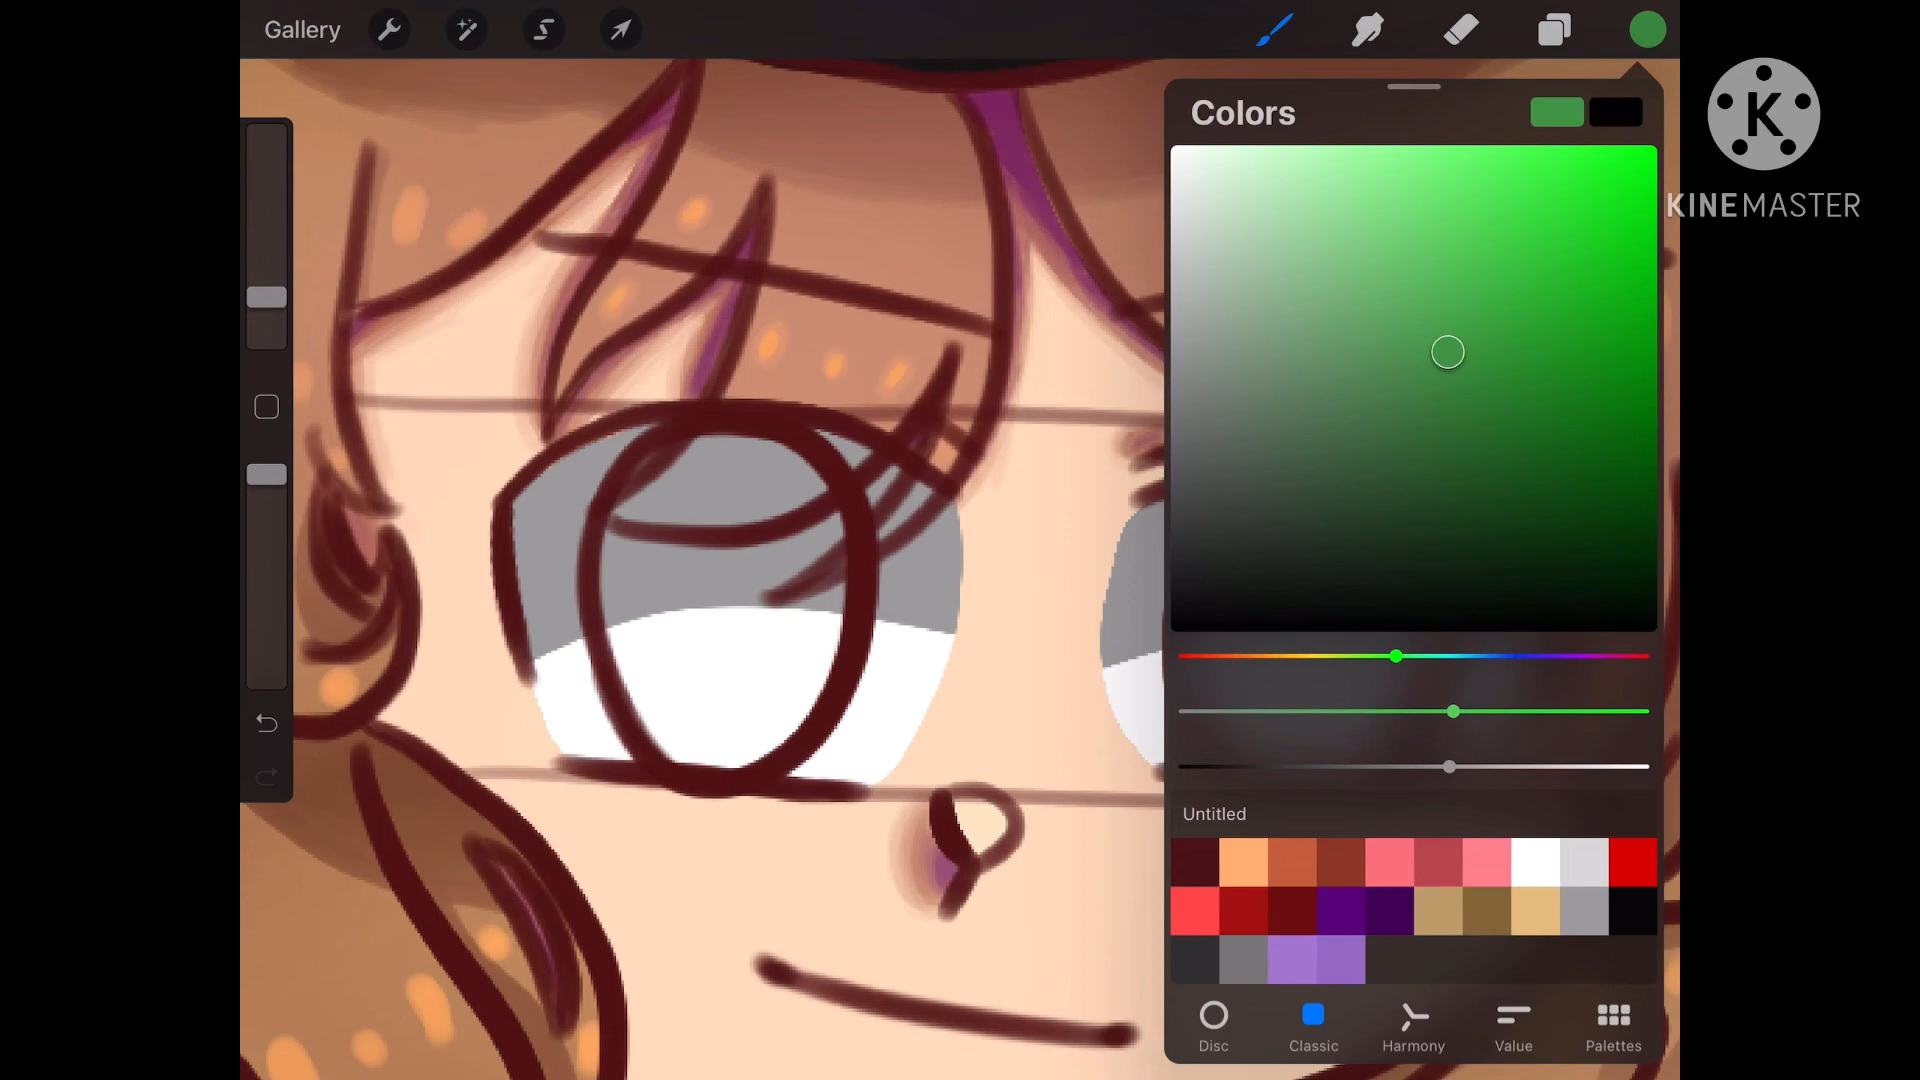 Gallery
Colors
KINEMASTER
Untitled
Disc
Classic
Harmony
Value
Palettes